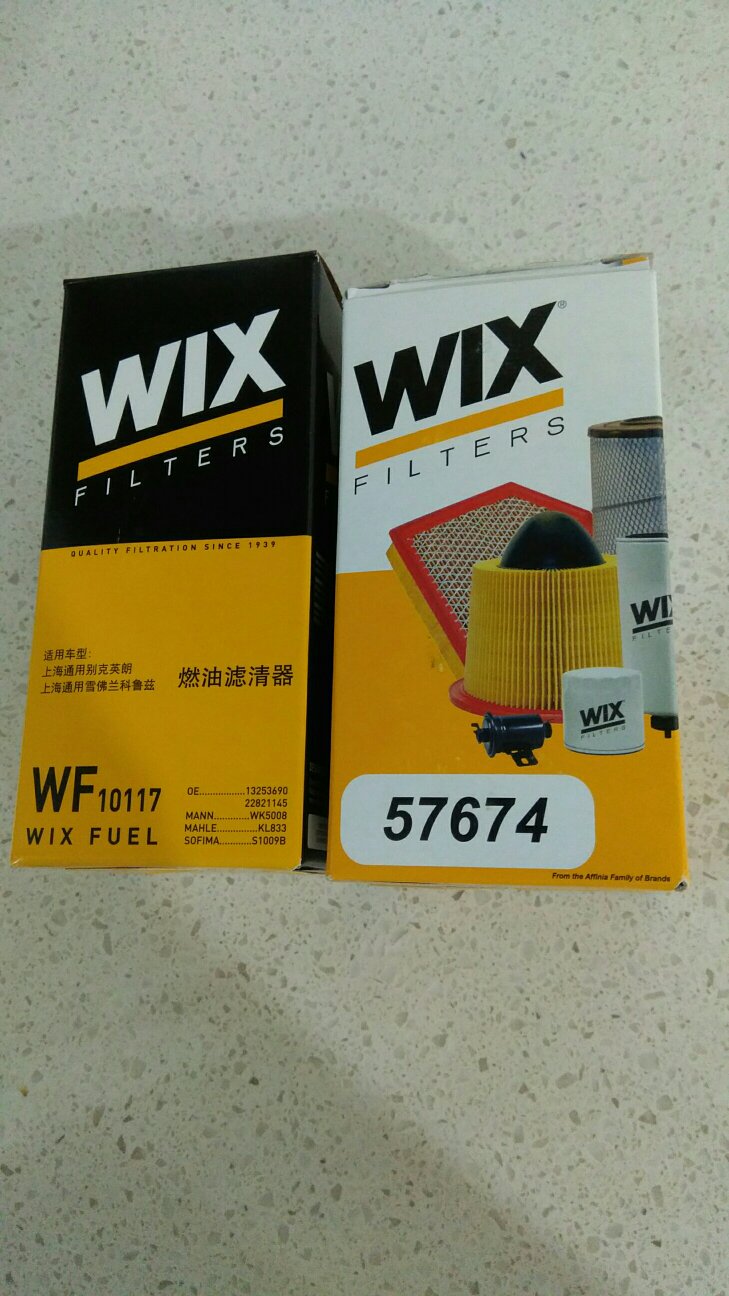 WIX
FILTERS
QUALITY FILTRATION SINCE 1939
适用车型:
上海通用别克英朗
上海通用雪佛兰科鲁兹
燃油滤清器
WF10117
WIX FUEL
OE................13253690
22821145
MANN.............WK5008
MAHLE..............KL833
SOFIMA............S1009B
WIX®
FILTERS
WIX
FILTERS
57674
From the Affinia Family of Brands